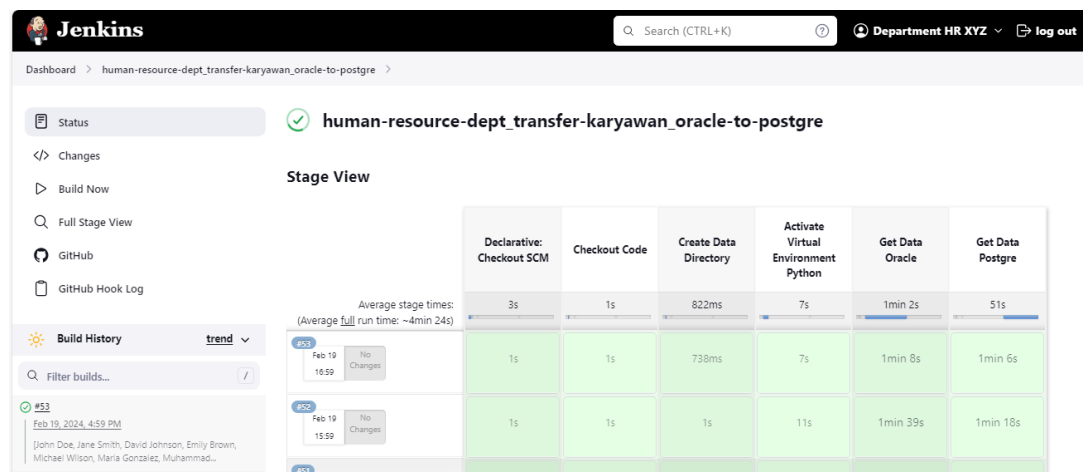 Jenkins
Search (CTRL+K)
Department HR XYZ
log out
Dashboard > human-resource-dept_transfer-karyawan_oracle-to-postgre >
Status
Changes
Build Now
Full Stage View
GitHub
GitHub Hook Log
Build History
trend
Filter builds...
/
#53
Feb 19, 2024, 4:59 PM
[John Doe, Jane Smith, David Johnson, Emily Brown,
Michael Wilson, Maria Gonzalez, Muhammad...
human-resource-dept_transfer-karyawan_oracle-to-postgre
Stage View
Declarative:
Checkout SCM
Checkout Code
Create Data
Directory
Activate
Virtual
Environment
Python
Get Data
Oracle
Get Data
Postgre
Average stage times:
(Average full run time: ~4min 24s)
3s
1s
822ms
7s
1min 2s
51s
#53
Feb 19
16:59
No
Changes
1s
1s
738ms
7s
1min 8s
1min 6s
#52
Feb 19
15:59
No
Changes
1s
1s
1s
11s
1min 39s
1min 18s
#51